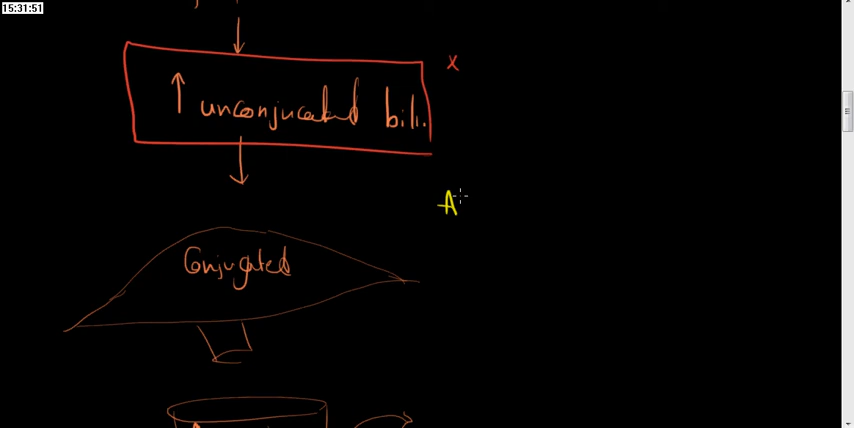 15:31:51
↑ unconjucated bili.
x
A
Conjugated